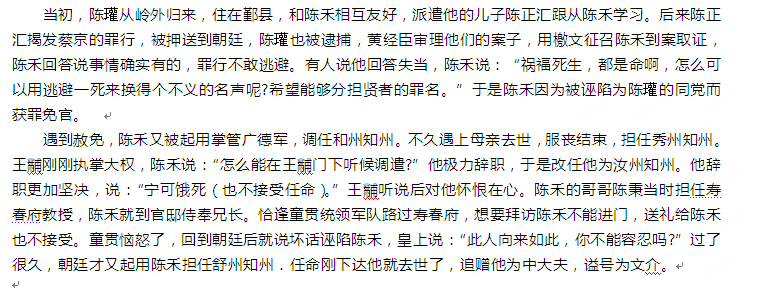 当初，陈瓘从岭外归来，住在鄞县，和陈禾相互友好，派遣他的儿子陈正汇跟从陈禾学习。后来陈正
汇揭发蔡京的罪行，被押送到朝廷，陈瓘也被逮捕，黄经臣审理他们的案子，用檄文征召陈禾到案取证，
陈禾回答说事情确实有的，罪行不敢逃避。有人说他回答失当，陈禾说：“祸福死生，都是命啊，怎么可
以用逃避一死来换得个不义的名声呢?希望能够分担贤者的罪名。”于是陈禾因为被诬陷为陈瓘的同党而
获罪免官。
遇到赦免，陈禾又被起用掌管广德军，调任和州知州。不久遇上母亲去世，服丧结束，担任秀州知州。
王黼刚刚执掌大权，陈禾说：“怎么能在王黼门下听候调遣?”他极力辞职，于是改任他为汝州知州。他辞
职更加坚决，说：“宁可饿死（也不接受任命）。”王黼听说后对他怀恨在心。陈禾的哥哥陈秉当时担任寿
春府教授，陈禾就到官邸侍奉兄长。恰逢童贯统领军队路过寿春府，想要拜访陈禾不能进门，送礼给陈禾
也不接受。童贯恼怒了，回到朝廷后就说坏话诬陷陈禾，皇上说：“此人向来如此，你不能容忍吗?”过了
很久，朝廷才又起用陈禾担任舒州知州．任命刚下达他就去世了，追赠他为中大夫，谥号为文介。